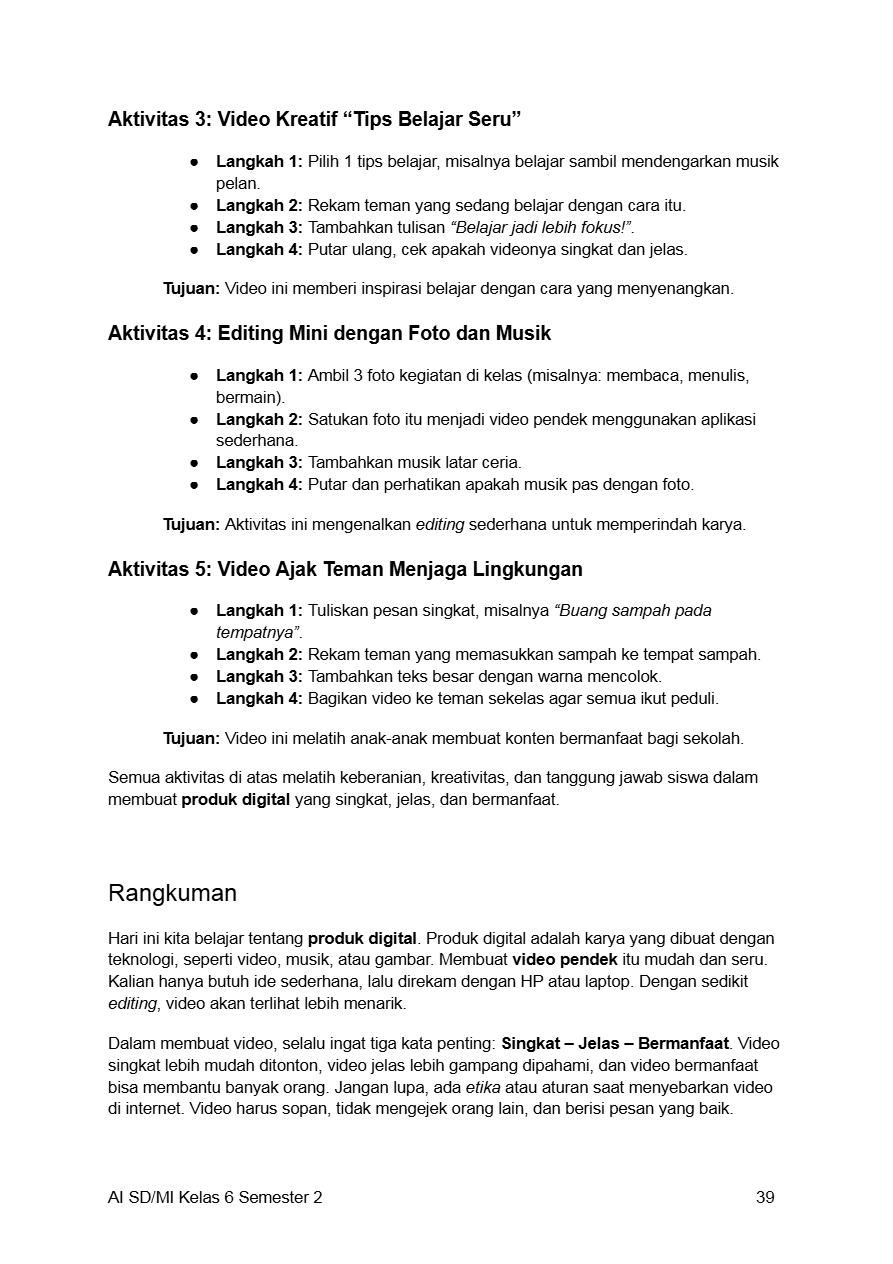 Aktivitas 3: Video Kreatif “Tips Belajar Seru”
● Langkah 1: Pilih 1 tips belajar, misalnya belajar sambil mendengarkan musik
pelan.
● Langkah 2: Rekam teman yang sedang belajar dengan cara itu.
● Langkah 3: Tambahkan tulisan “Belajar jadi lebih fokus!”.
● Langkah 4: Putar ulang, cek apakah videonya singkat dan jelas.
Tujuan: Video ini memberi inspirasi belajar dengan cara yang menyenangkan.
Aktivitas 4: Editing Mini dengan Foto dan Musik
● Langkah 1: Ambil 3 foto kegiatan di kelas (misalnya: membaca, menulis,
bermain).
● Langkah 2: Satukan foto itu menjadi video pendek menggunakan aplikasi
sederhana.
● Langkah 3: Tambahkan musik latar ceria.
● Langkah 4: Putar dan perhatikan apakah musik pas dengan foto.
Tujuan: Aktivitas ini mengenalkan editing sederhana untuk memperindah karya.
Aktivitas 5: Video Ajak Teman Menjaga Lingkungan
● Langkah 1: Tuliskan pesan singkat, misalnya “Buang sampah pada
tempatnya”.
● Langkah 2: Rekam teman yang memasukkan sampah ke tempat sampah.
● Langkah 3: Tambahkan teks besar dengan warna mencolok.
● Langkah 4: Bagikan video ke teman sekelas agar semua ikut peduli.
Tujuan: Video ini melatih anak-anak membuat konten bermanfaat bagi sekolah.
Semua aktivitas di atas melatih keberanian, kreativitas, dan tanggung jawab siswa dalam
membuat produk digital yang singkat, jelas, dan bermanfaat.
Rangkuman
Hari ini kita belajar tentang produk digital. Produk digital adalah karya yang dibuat dengan
teknologi, seperti video, musik, atau gambar. Membuat video pendek itu mudah dan seru.
Kalian hanya butuh ide sederhana, lalu direkam dengan HP atau laptop. Dengan sedikit
editing, video akan terlihat lebih menarik.
Dalam membuat video, selalu ingat tiga kata penting: Singkat – Jelas – Bermanfaat. Video
singkat lebih mudah ditonton, video jelas lebih gampang dipahami, dan video bermanfaat
bisa membantu banyak orang. Jangan lupa, ada etika atau aturan saat menyebarkan video
di internet. Video harus sopan, tidak mengejek orang lain, dan berisi pesan yang baik.
AI SD/MI Kelas 6 Semester 2 39